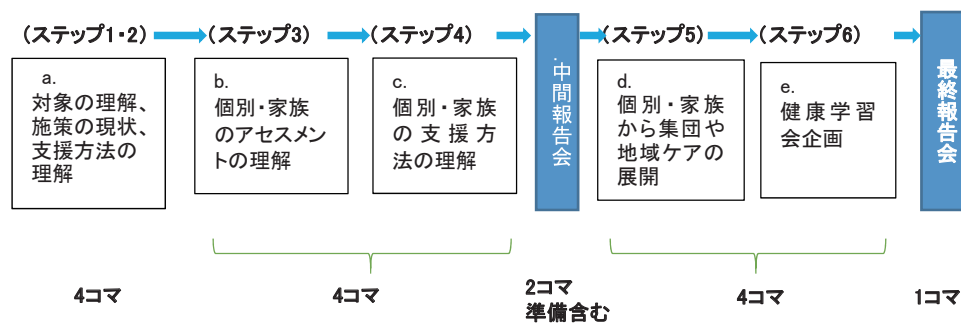 (ステップ1・2)
(ステップ3)
(ステップ4)
(ステップ5)
(ステップ6)
a.
対象の理解、
施策の現状、
支援方法の
理解
b.
個別・家族
のアセスメン
トの理解
c.
個別・家族
の支援方
法の理解
.中間報告会
d.
個別・家族
から集団や
地域ケアの
展開
e.
健康学習
会企画
最終報告会
4コマ
4コマ
2コマ
準備含む
4コマ
1コマ